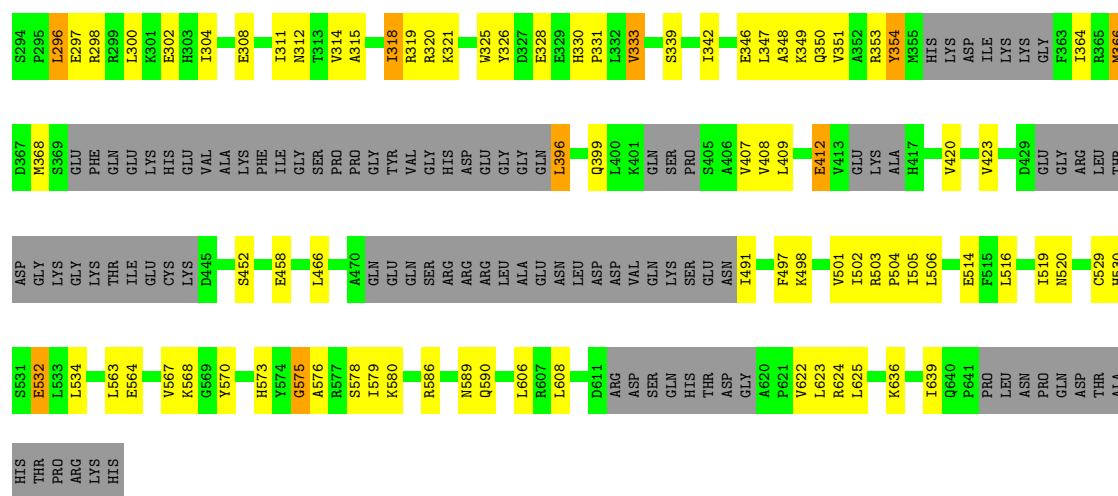 S294 P295 L296 E297 R298 R299 L300 K301 E302 H303 I304 E308 I311 N312 T313 V314 A315 I318 R319 R320 K321 W325 Y326 D327 E328 E329 H330 P331 L332 V333 S339 I342 E346 L347 A348 K349 Q350 V351 A352 R353 Y354 M355 HIS LYS ASP ILE LYS LYS GLY F363 I364 R365 M366
D367 M368 S369 GLU PHE GLN GLU LYS HIS GLU VAL ALA LYS PHE ILE GLY SER PRO PRO GLY TYR VAL GLY HIS ASP GLU GLY GLY GLN L396 Q399 L400 K401 GLN SER PRO S405 A406 V407 V408 L409 E412 V413 GLU LYS ALA H417 V420 V423 D429 GLU GLY ARG LEU THR
ASP GLY LYS GLY LYS THR ILE GLU CYS LYS D445 S452 E458 L466 A470 GLN GLU GLN SER ARG ARG ARG LEU ALA GLU ASN LEU ASP ASP VAL GLN LYS SER GLU ASN I491 F497 K498 V501 I502 R503 P504 I505 L506 E514 F515 L516 I519 N520 C529 H530
S531 E532 L533 L534 L563 E564 V567 K568 G569 Y570 H573 Y574 G575 A576 R577 S578 I579 K580 R586 N589 Q590 L606 R607 L608 D611 ARG ASP SER GLN HIS THR ASP GLY A620 P621 V622 L623 R624 L625 K636 I639 Q640 P641 PRO LEU ASN PRO GLN ASP THR ALA
HIS THR PRO ARG LYS HIS